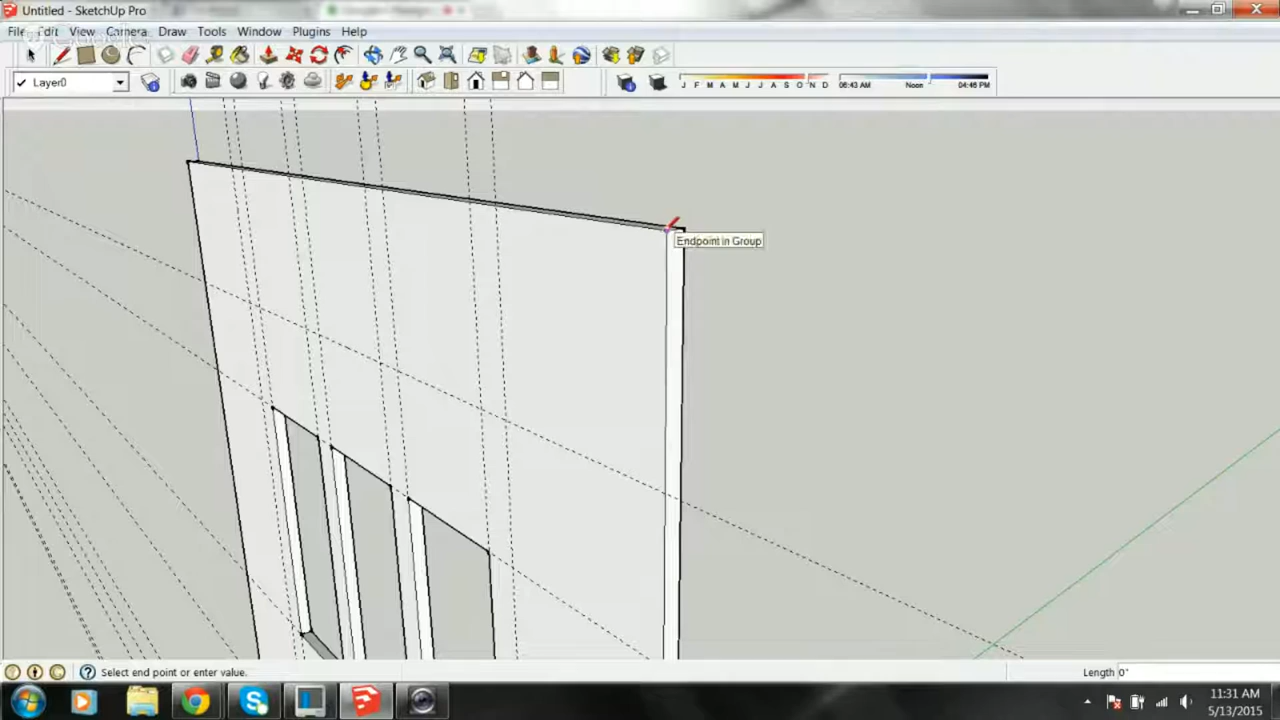 Untitled - SketchUp Pro
File Edit View Camera Draw Tools Window Plugins Help
Layer0
J F M A M J J A S O N D 06:43 AM Noon 04:46 PM
Endpoint in Group
Select end point or enter value. Length 0"
11:31 AM
5/13/2015